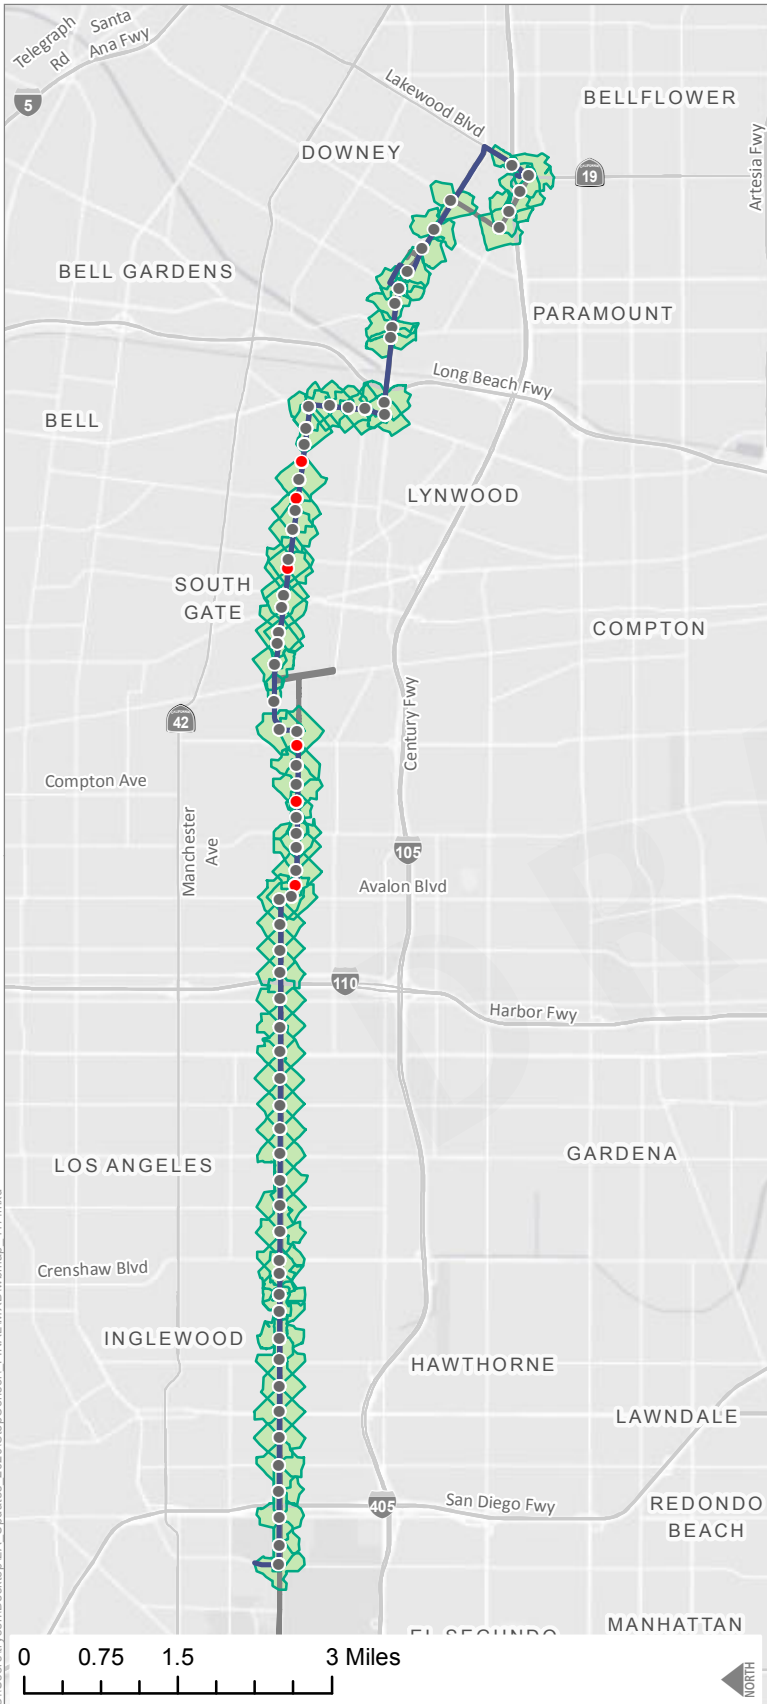 Telegraph
Rd
Santa
Ana Fwy
5
Lakewood Blvd
BELLFLOWER
DOWNEY
19
Artesia Fwy
BELL GARDENS
PARAMOUNT
Long Beach Fwy
BELL
LYNWOOD
SOUTH
GATE
COMPTON
42
Century Fwy
Compton Ave
Manchester
Ave
105
Avalon Blvd
110
Harbor Fwy
GARDENA
LOS ANGELES
Crenshaw Blvd
INGLEWOOD
HAWTHORNE
LAWNDALE
405
San Diego Fwy
REDONDO
BEACH
EL SEGUNDO
MANHATTAN
0 0.75 1.5 3 Miles
NORTH